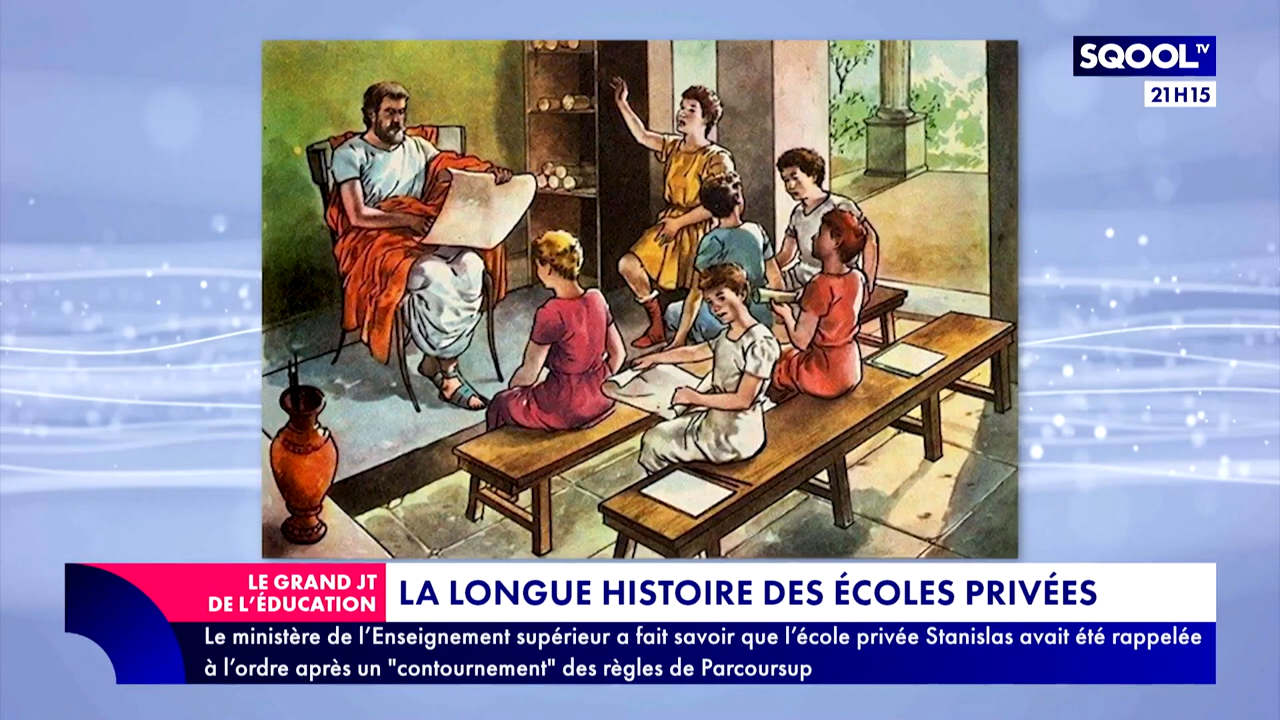 SQOOL TV
21H15
LE GRAND JT
DE L'ÉDUCATION
LA LONGUE HISTOIRE DES ÉCOLES PRIVÉES
Le ministère de l'Enseignement supérieur a fait savoir que l'école privée Stanislas avait été rappelée
à l'ordre après un "contournement" des règles de Parcoursup